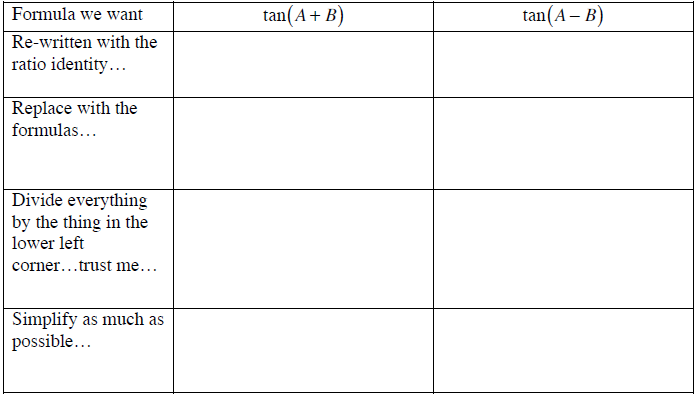 Formula we want
tan(A + B)
tan(A – B)
Re-written with the
ratio identity…
Replace with the
formulas…
Divide everything
by the thing in the
lower left
corner…trust me…
Simplify as much as
possible…